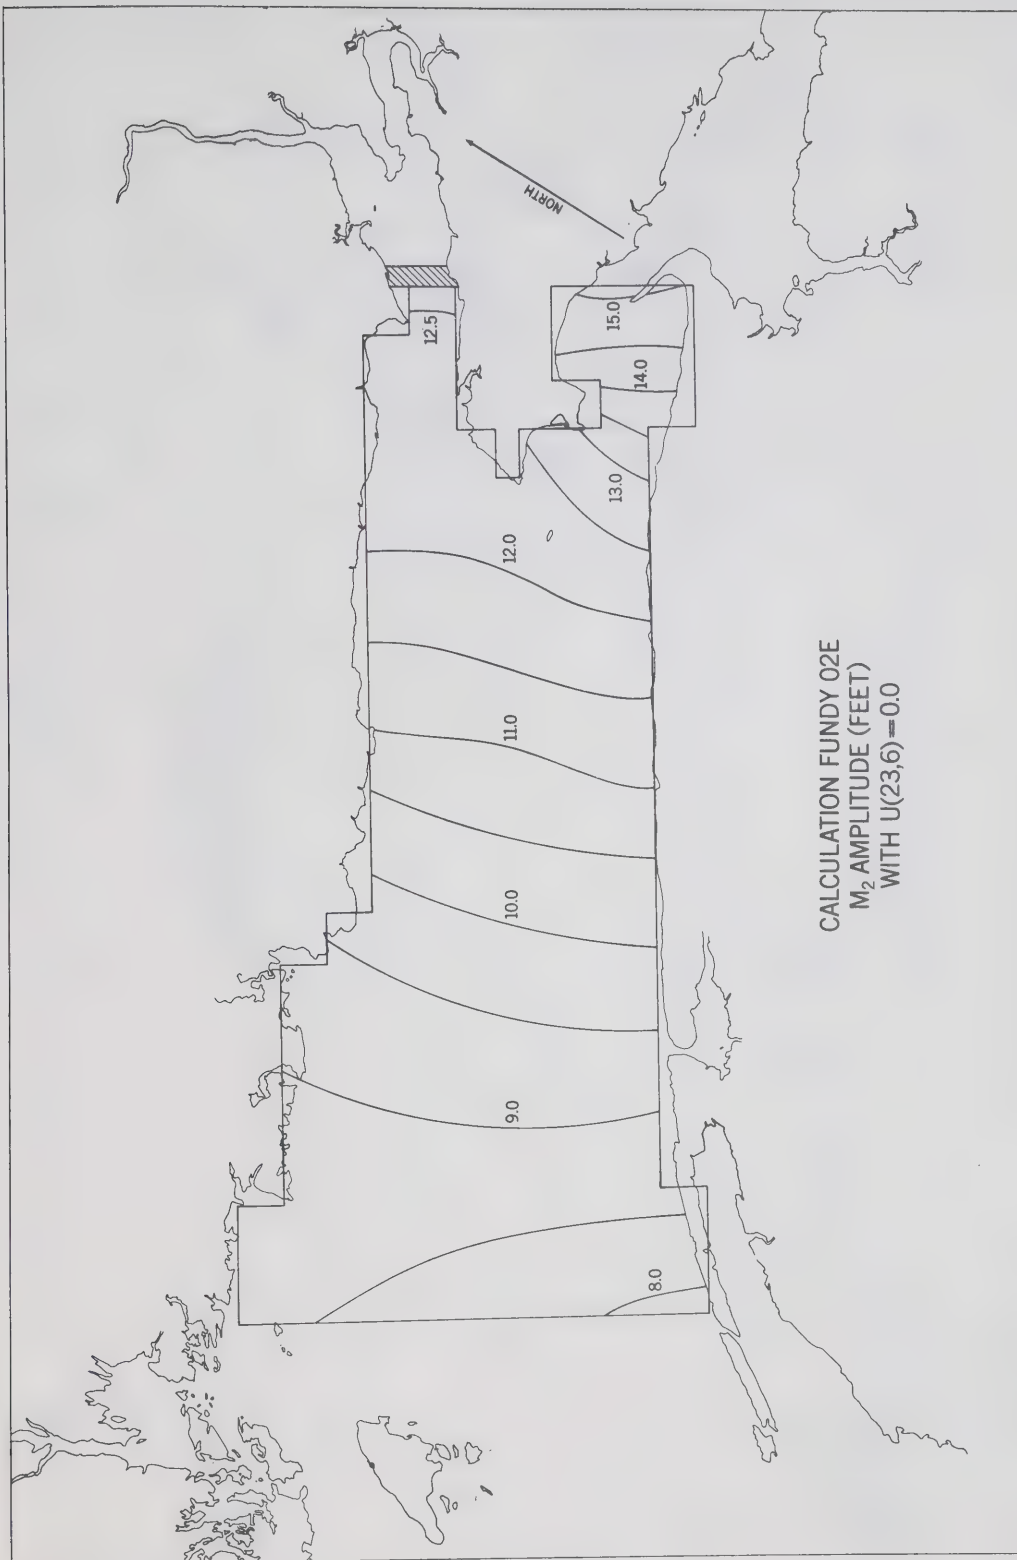 NORTH
12.5
15.0
14.0
13.0
12.0
11.0
10.0
9.0
8.0
CALCULATION FUNDY 02E
M₂ AMPLITUDE (FEET)
WITH U(23,6)=0.0